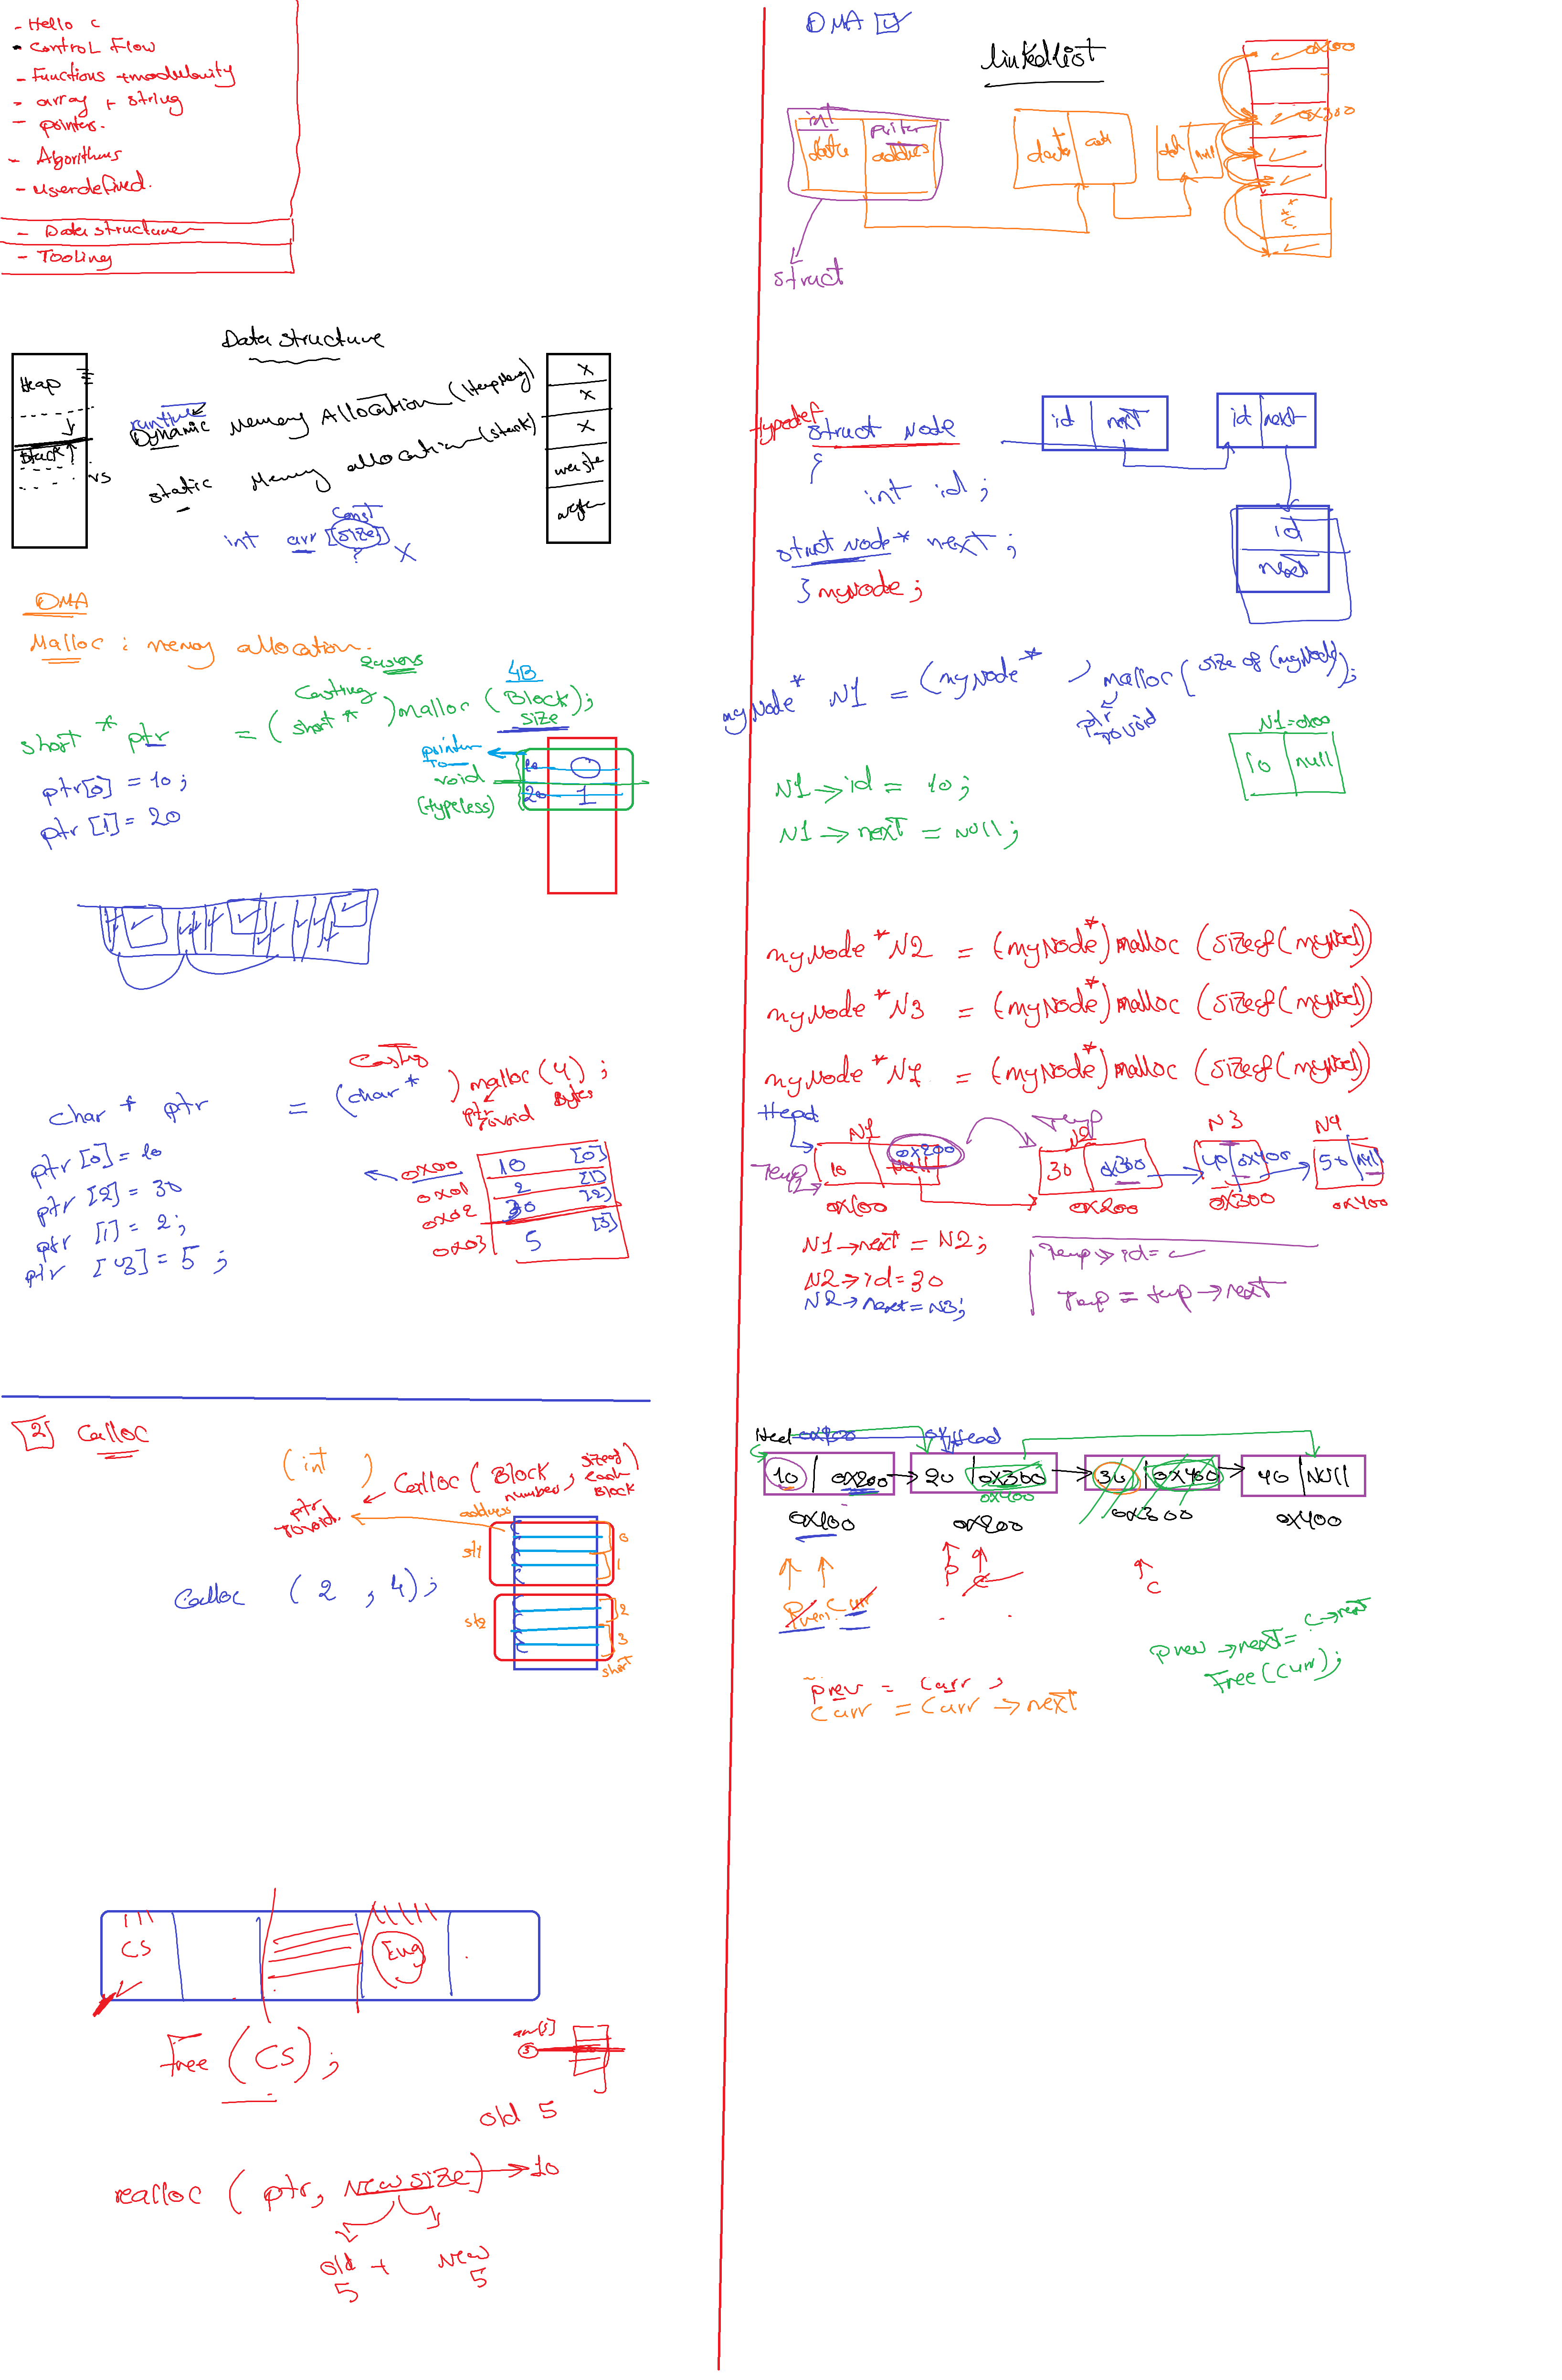 - Hello C
- Control Flow
- Functions + modularity
- array + string
- pointers.
- Algorithms
- userdefined.
- Data structure
- Tooling
Data structure
Heap
Stack
vs
runtime
Dynamic Memory Allocation (Heap Memory)
static Memory allocation (stack)
const
int arr [size]
? X
X
X
X
waste
DMA
Malloc : memory allocation.
Casting
4B
short * ptr = (short *) malloc (Block size);
ptr[0] = 10;
ptr [1] = 20
pointer
To
void
(typeless)
10 0
20 1
Casting
char * ptr = (char *) malloc (4);
ptr
To void
Bytes
ptr [0] = 10
ptr [2] = 30
ptr [1] = 2;
ptr [3] = 5;
0x00 10 [0]
0x01 2 [1]
0x02 30 [2]
0x03 5 [3]
2 Calloc
(int ) Calloc (Block number, sizeof each Block)
ptr
To void.
address
st1
0
1
Calloc (2, 4);
st2
2
3
short
CS
Eng
Free (CS);
arr[5]
5
old 5
realloc (ptr, New size) → 10
old + New
5 5
DMA
linkedlist
int pointer
data address
data
null
struct
0x100
0x300
typedef
struct Node
{
int id;
struct Node* next;
} myNode;
id next
id next
id
next
myNode* N1 = (myNode*) malloc (size of (myNode));
ptr
To void
N1=0x00
10 null
N1 → id = 10;
N1 → next = Null;
myNode *N2 = (myNode*) malloc (sizeof(myNode))
myNode *N3 = (myNode*) malloc (sizeof(myNode))
myNode *N4 = (myNode*) malloc (sizeof(myNode))
Head
Temp
N1 N2 N3 N4
Temp
10 0x200
30 0x300
40 0x400
50 Null
0x100 0x200 0x300 0x400
N1→next = N2;
N2→id=30
N2→next=N3;
Temp→id=
Temp = temp→next
Head 0x200
Head
10 0x200
20 0x300
0x400
30 0x400
40 NUll
0x100 0x200 0x300 0x400
P C
C
Prev Curr
prev = Curr;
Curr = Curr → next
prev → next = C→next
Free (Curr);